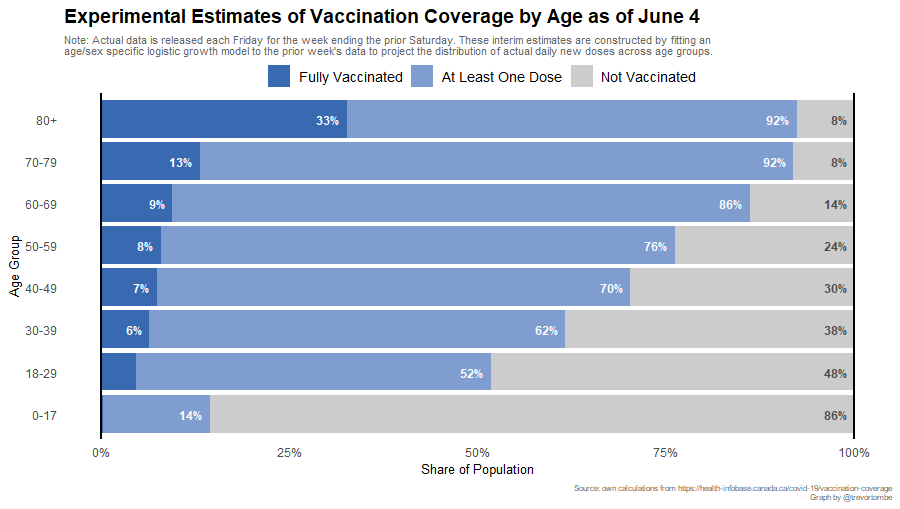 Experimental Estimates of Vaccination Coverage by Age as of June 4
Note: Actual data is released each Friday for the week ending the prior Saturday. These interim estimates are constructed by fitting an
age/sex specific logistic growth model to the prior week's data to project the distribution of actual daily new doses across age groups.
Fully Vaccinated At Least One Dose Not Vaccinated
80+ 33% 92% 8%
70-79 13% 92% 8%
60-69 9% 86% 14%
50-59 8% 76% 24%
40-49 7% 70% 30%
30-39 6% 62% 38%
18-29 52% 48%
0-17 14% 86%
Age Group
0% 25% 50% 75% 100%
Share of Population
Source: own calculations from https://health-infobase.canada.ca/covid-19/vaccination-coverage
Graph by @trevortombe